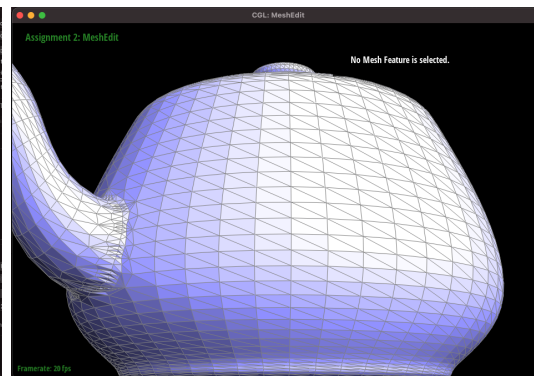 CGL: MeshEdit
Assignment 2: MeshEdit
No Mesh Feature is selected.
Framerate: 20 fps